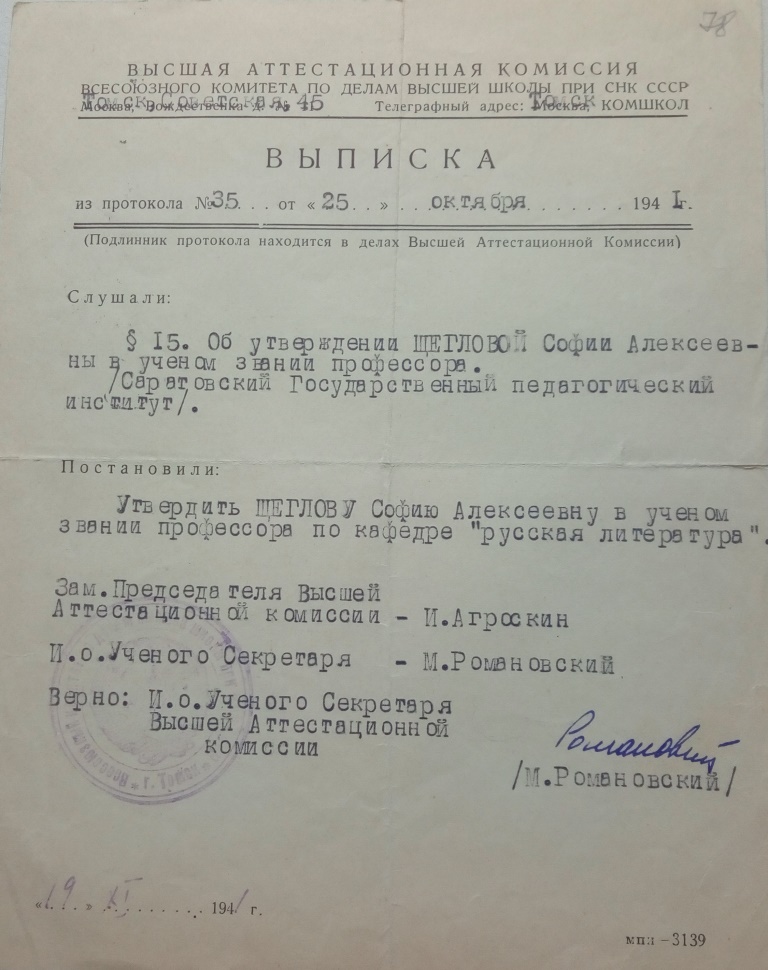 78
ВЫСШАЯ АТТЕСТАЦИОННАЯ КОМИССИЯ
ВСЕСОЮЗНОГО КОМИТЕТА ПО ДЕЛАМ ВЫСШЕЙ ШКОЛЫ ПРИ СНК СССР
Томск, Советская 45 Телеграфный адрес: Томск КОМШКОЛ
ВЫПИСКА
из протокола №35... от «25..»...октября.......1941г.
(Подлинник протокола находится в делах Высшей Аттестационной Комиссии)
Слушали:
§ 15. Об утверждении ЩЕГЛОВОЙ Софии Алексеев-
ны в ученом звании профессора.
/Саратовский Государственный педагогический
институт/.
Постановили:
Утвердить ЩЕГЛОВУ Софию Алексеевну в ученом
звании профессора по кафедре "русская литература".
Зам.Председателя Высшей
Аттестационной комиссии - И.Агроскин
И.о.Ученого Секретаря - М.Романовский
Верно: И.о.Ученого Секретаря
Высшей Аттестационной
комиссии
Романовский
/М.Романовский/
г. Томск
«19» XI.........1941 г.
мпл-3139